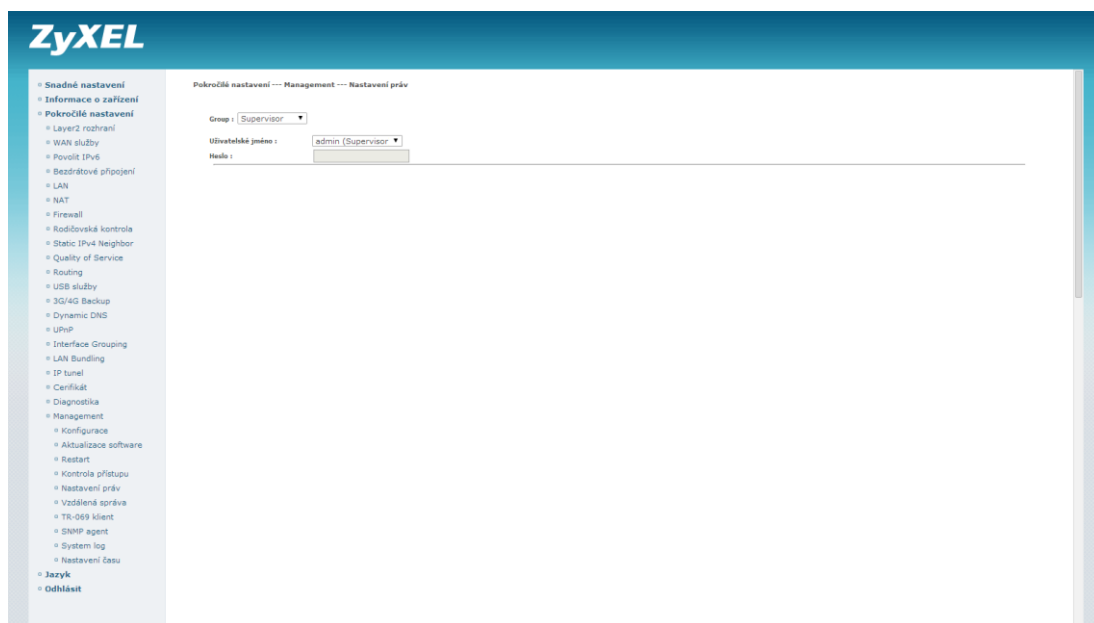 ZyXEL
Snadné nastavení
Informace o zařízení
Pokročilé nastavení
Layer2 rozhraní
WAN služby
Povolit IPv6
Bezdrátové připojení
LAN
NAT
Firewall
Rodičovská kontrola
Static IPv4 Neighbor
Quality of Service
Routing
USB služby
3G/4G Backup
Dynamic DNS
UPnP
Interface Grouping
LAN Bundling
IP tunel
Cerifikát
Diagnostika
Management
Konfigurace
Aktualizace software
Restart
Kontrola přístupu
Nastavení práv
Vzdálená správa
TR-069 klient
SNMP agent
System log
Nastavení času
Jazyk
Odhlásit
Pokročilé nastavení --- Management --- Nastavení práv
Group : Supervisor
Uživatelské jméno : admin (Supervisor
Heslo :